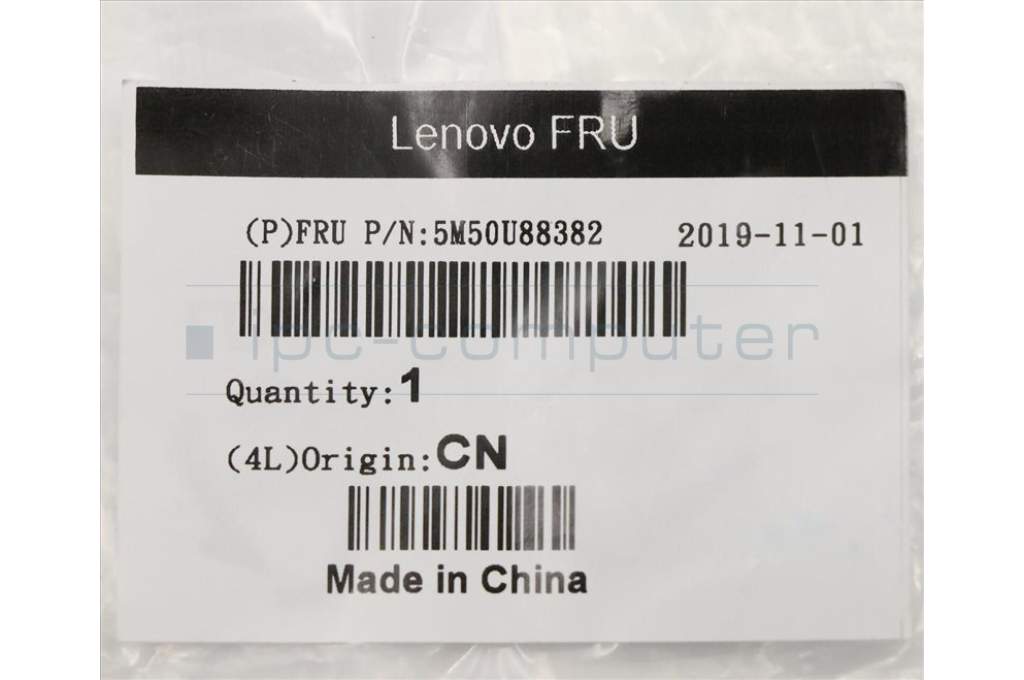 Lenovo FRU
(P)FRU P/N:5M50U88382 2019-11-01
ipc-computer
Quantity:1
(4L)Origin:CN
Made in China